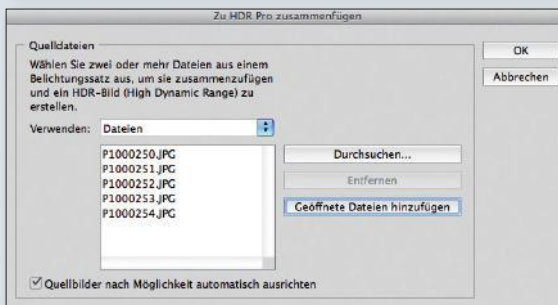 Zu HDR Pro zusammenfügen
Quelldateien
Wählen Sie zwei oder mehr Dateien aus einem
Belichtungssatz aus, um sie zusammenzufügen
und ein HDR-Bild (High Dynamic Range) zu
erstellen.
Verwenden: Dateien
P1000250.JPG
P1000251.JPG
P1000252.JPG
P1000253.JPG
P1000254.JPG
Durchsuchen...
Entfernen
Geöffnete Dateien hinzufügen
Quellbilder nach Möglichkeit automatisch ausrichten
OK
Abbrechen